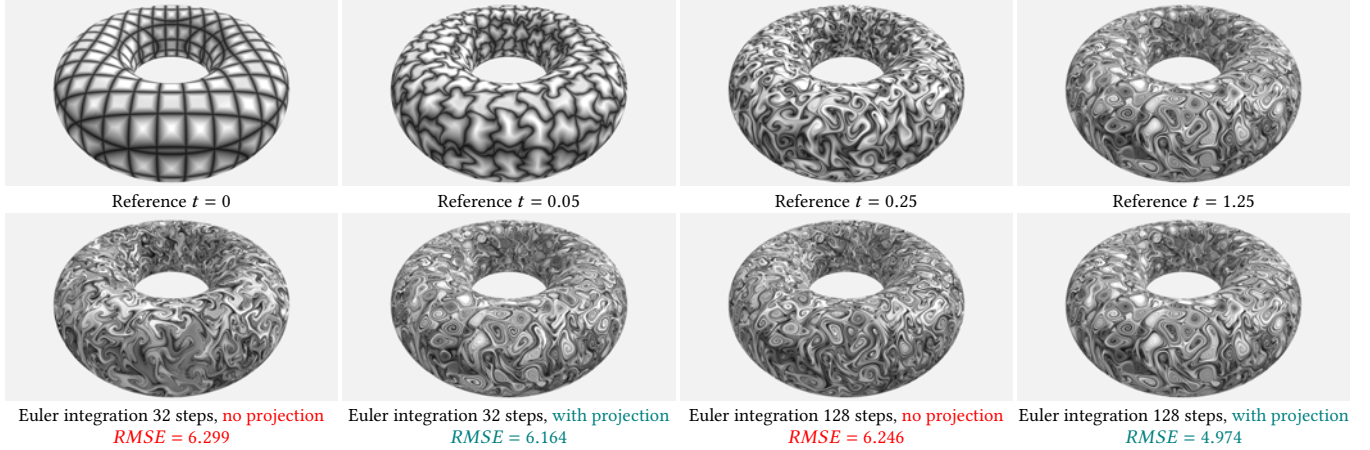 Reference t = 0
Reference t = 0.05
Reference t = 0.25
Reference t = 1.25
Euler integration 32 steps, no projection
RMSE = 6.299
Euler integration 32 steps, with projection
RMSE = 6.164
Euler integration 128 steps, no projection
RMSE = 6.246
Euler integration 128 steps, with projection
RMSE = 4.974